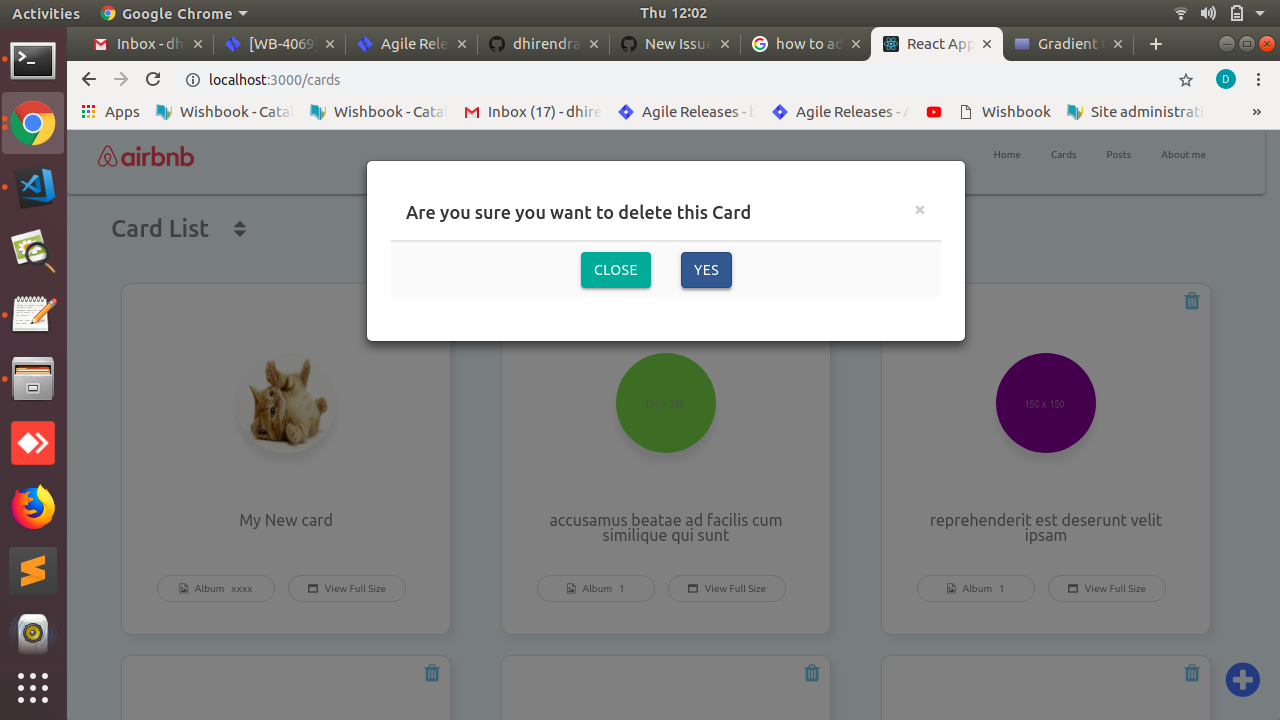 Activities Google Chrome Thu 12:02
Inbox - dh [WB-4069] Agile Rele dhirendra New Issue how to ad React App Gradient
localhost:3000/cards D
Apps Wishbook - Catal Wishbook - Catal Inbox (17) - dhire Agile Releases - b Agile Releases - A Wishbook Site administrati »
airbnb Home Cards Posts About me
Are you sure you want to delete this Card ×
CLOSE YES
Card List
150 x 150 150 x 150
My New card
accusamus beatae ad facilis cum
similique qui sunt
reprehenderit est deserunt velit
ipsam
Album xxxx View Full Size Album 1 View Full Size Album 1 View Full Size